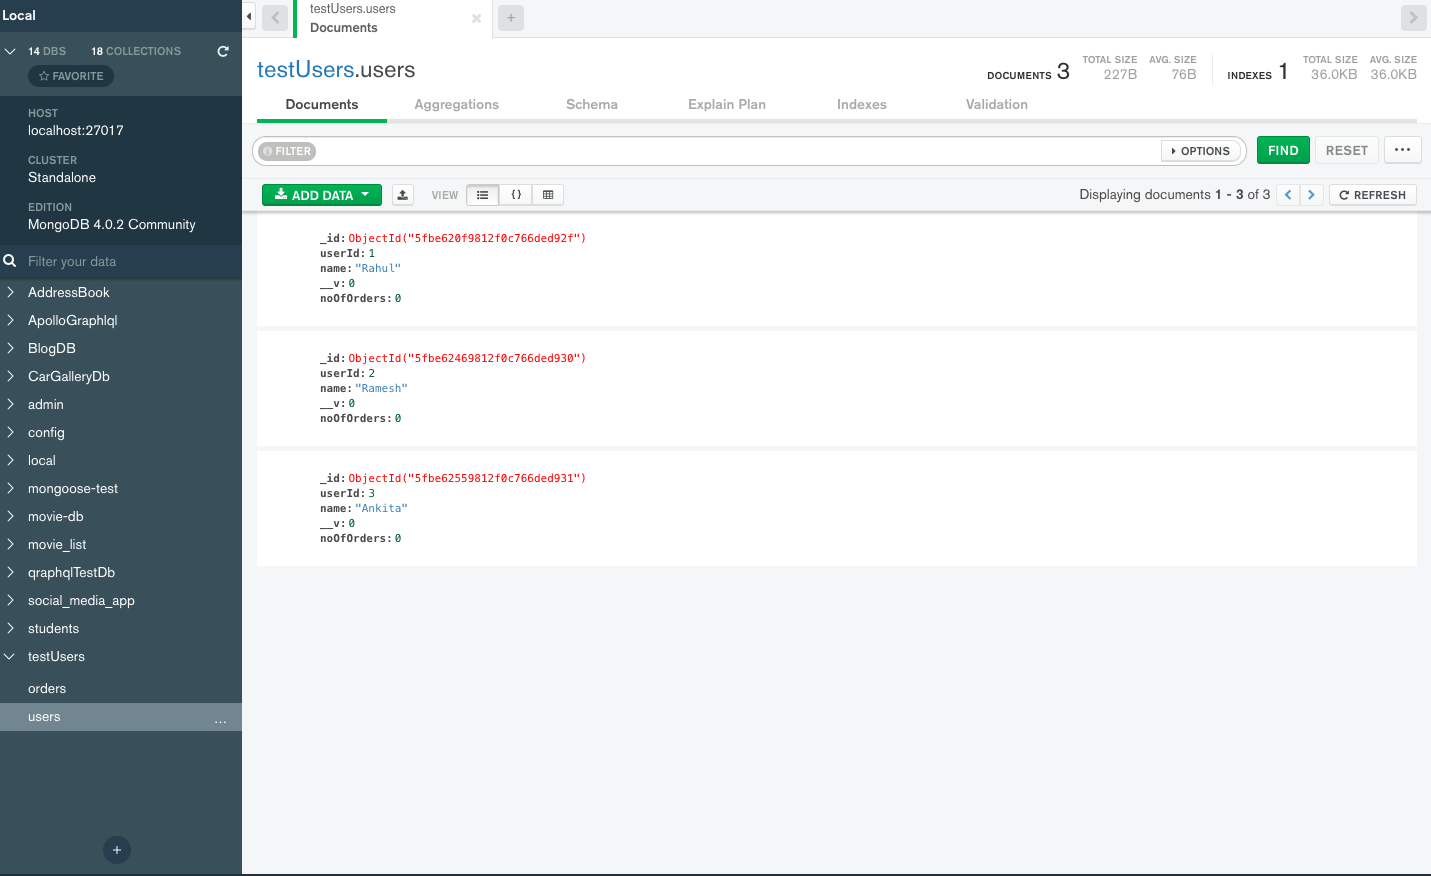 Local
14 DBS 18 COLLECTIONS
FAVORITE
HOST
localhost:27017
CLUSTER
Standalone
EDITION
MongoDB 4.0.2 Community
Filter your data
AddressBook
ApolloGraphlql
BlogDB
CarGalleryDb
admin
config
local
mongoose-test
movie-db
movie_list
qraphqlTestDb
social_media_app
students
testUsers
orders
users ...
+
testUsers.users
Documents
+
testUsers.users
DOCUMENTS 3 TOTAL SIZE 227B AVG. SIZE 76B INDEXES 1 TOTAL SIZE 36.0KB AVG. SIZE 36.0KB
Documents Aggregations Schema Explain Plan Indexes Validation
FILTER OPTIONS FIND RESET ...
ADD DATA VIEW { } Displaying documents 1 - 3 of 3 REFRESH
_id: ObjectId("5fbe620f9812f0c766ded92f")
userId: 1
name: "Rahul"
__v: 0
noOfOrders: 0
_id: ObjectId("5fbe62469812f0c766ded930")
userId: 2
name: "Ramesh"
__v: 0
noOfOrders: 0
_id: ObjectId("5fbe62559812f0c766ded931")
userId: 3
name: "Ankita"
__v: 0
noOfOrders: 0